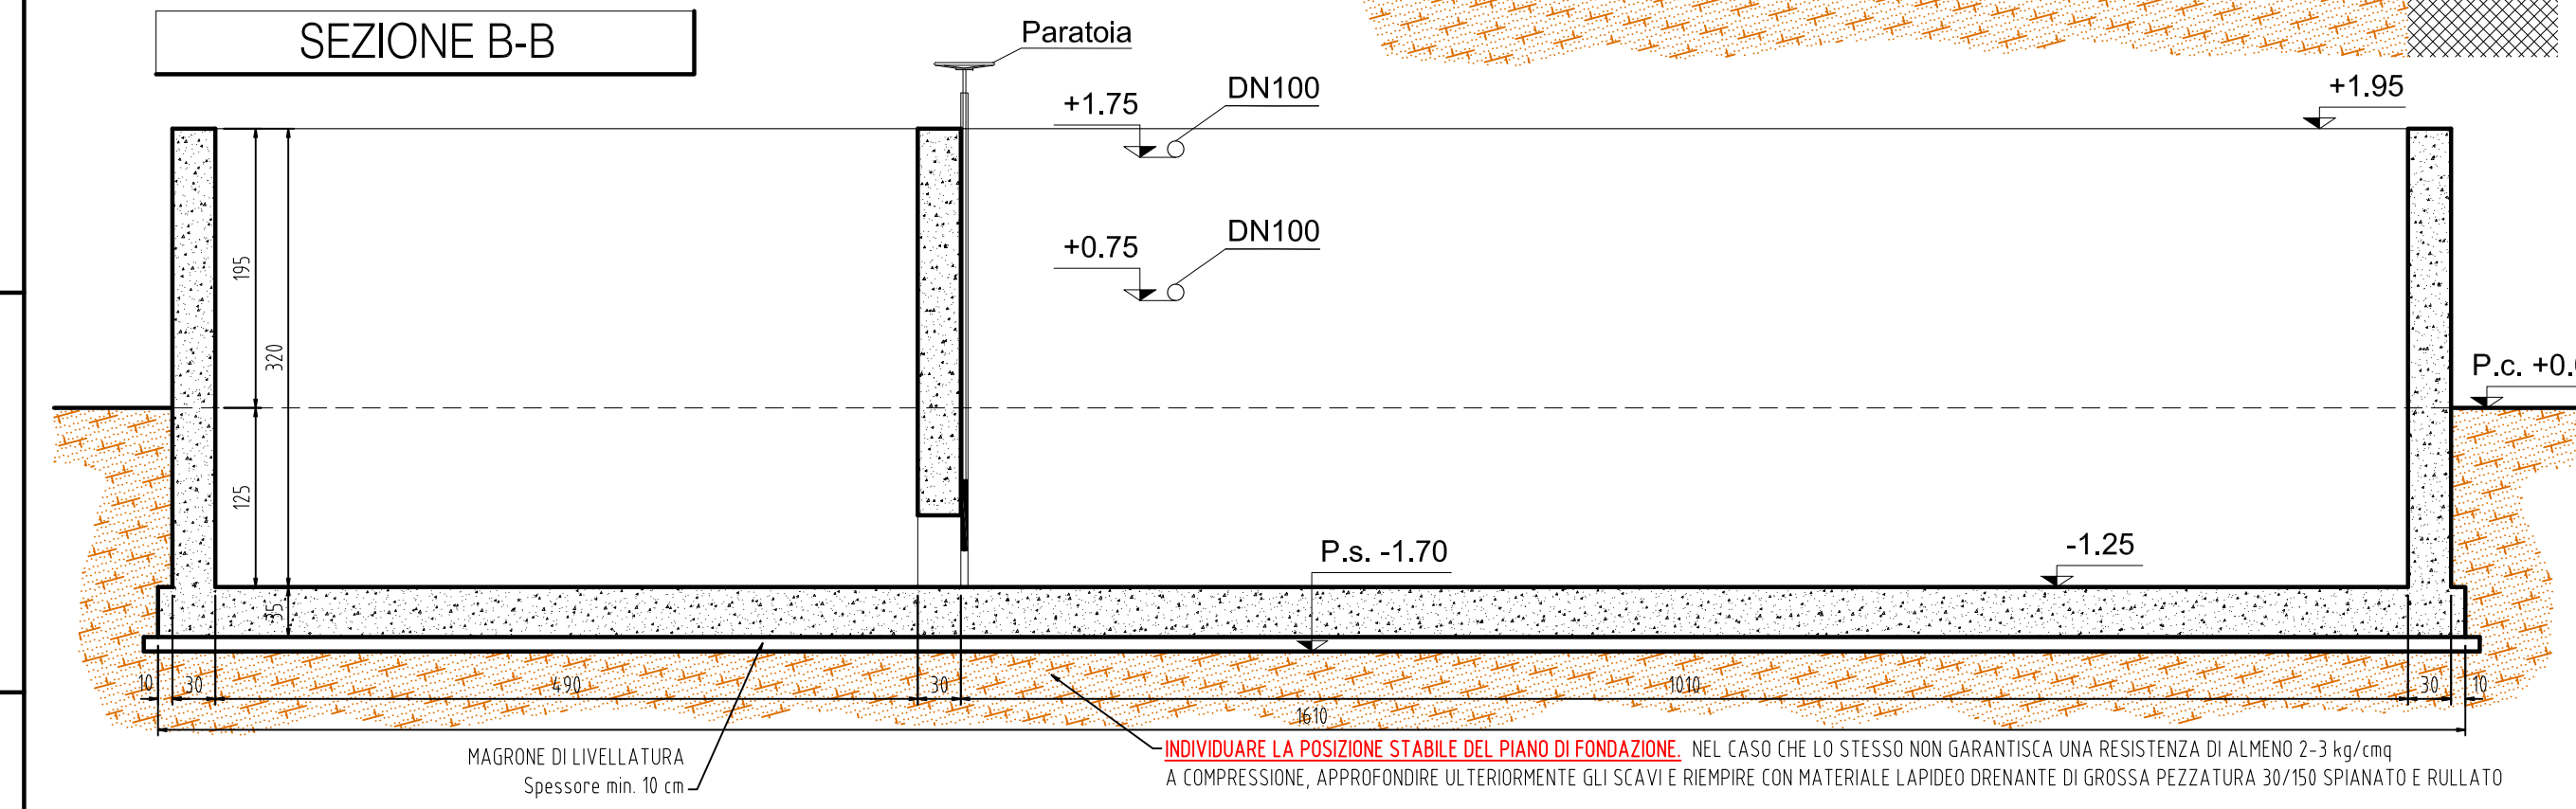 SEZIONE B-B
Paratoia
+1.75
DN100
+1.95
+0.75
DN100
195
320
125
35
P.c. +0.
P.s. -1.70
-1.25
10
30
490
30
1010
30
10
1610
MAGRONE DI LIVELLATURA
Spessore min. 10 cm
INDIVIDUARE LA POSIZIONE STABILE DEL PIANO DI FONDAZIONE. NEL CASO CHE LO STESSO NON GARANTISCA UNA RESISTENZA DI ALMENO 2-3 kg/cmq
A COMPRESSIONE, APPROFONDIRE ULTERIORMENTE GLI SCAVI E RIEMPIRE CON MATERIALE LAPIDEO DRENANTE DI GROSSA PEZZATURA 30/150 SPIANATO E RULLATO